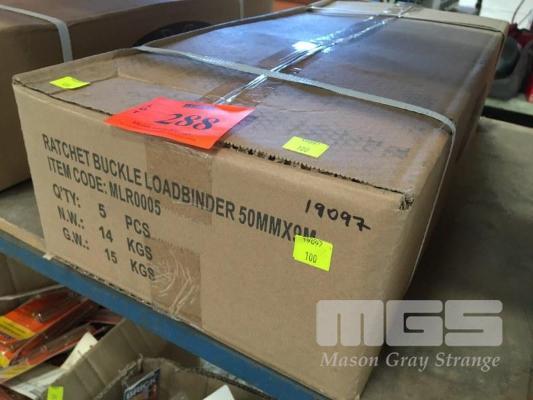 288
100
RATCHET BUCKLE LOADBINDER 50MMX9M
ITEM CODE: MLR0005
Q'TY: 5 PCS
N.W.: 14 KGS
G.W.: 15 KGS
19097
19097
100
MGS
Mason Gray Strange